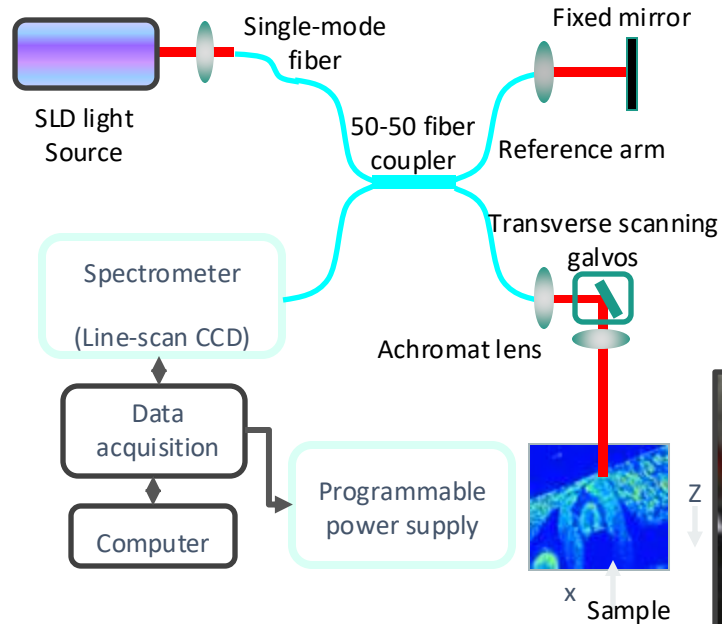 Fixed mirror
Single-mode
fiber
SLD light
Source
50-50 fiber
coupler
Reference arm
Transverse scanning
galvos
Spectrometer
(Line-scan CCD)
Achromat lens
Data
acquisition
Programmable
power supply
Computer
Z
x
Sample